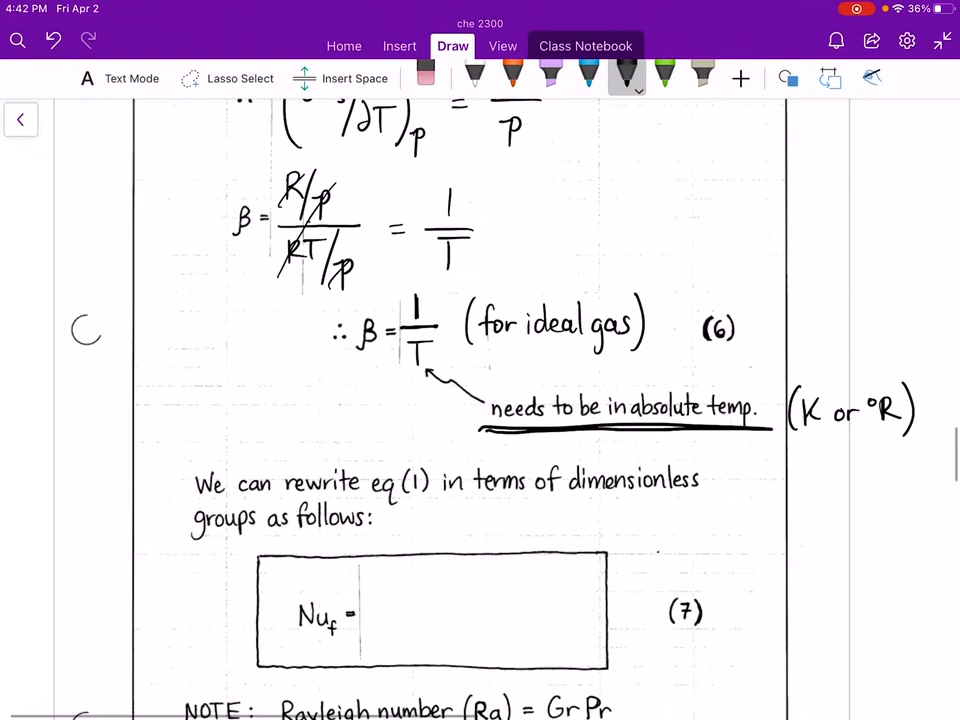 4:42 PM Fri Apr 2
36%
che 2300
Home Insert Draw View Class Notebook
A Text Mode Lasso Select Insert Space
/∂T)p = p
β = R/p / RT/p = 1/T
∴ β = 1/T (for ideal gas) (6)
needs to be in absolute temp. (K or °R)
We can rewrite eq (1) in terms of dimensionless
groups as follows:
Nuf = (7)
NOTE: Rayleigh number (Ra) = Gr Pr